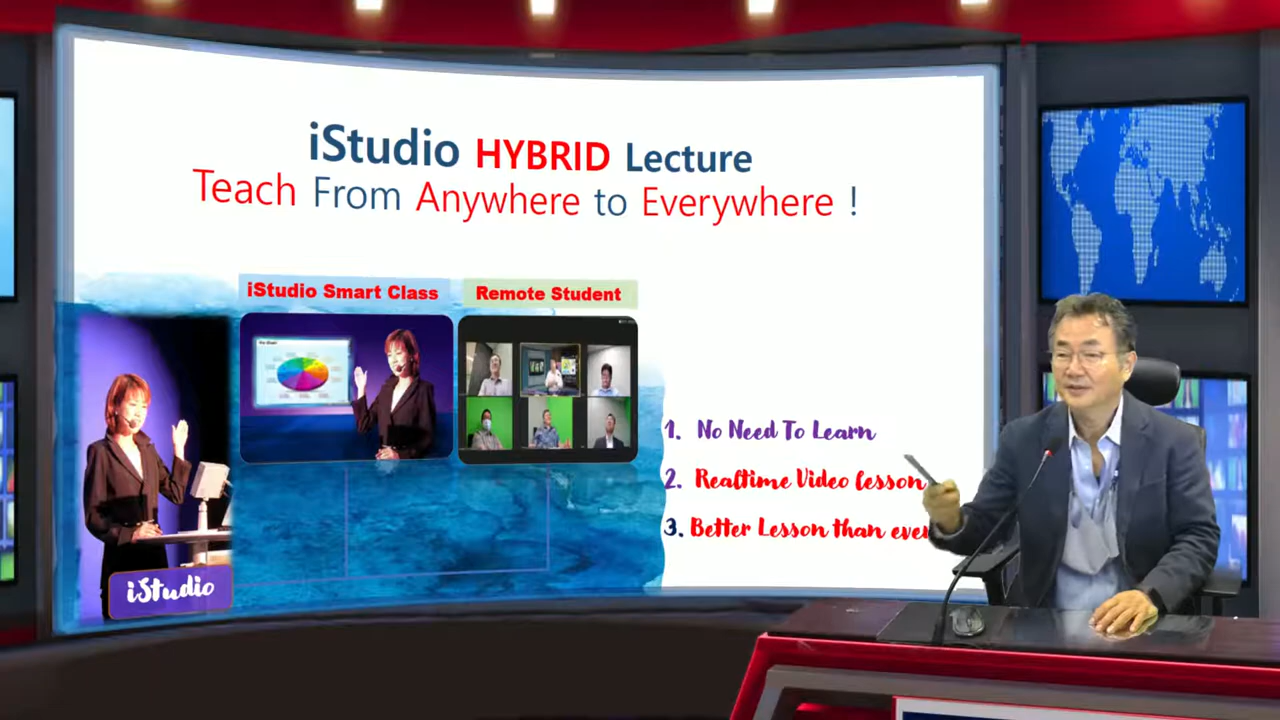 iStudio HYBRID Lecture
Teach From Anywhere to Everywhere !
iStudio Smart Class
Remote Student
1. No Need To Learn
2. Realtime Video lesson
3. Better Lesson than ever
iStudio